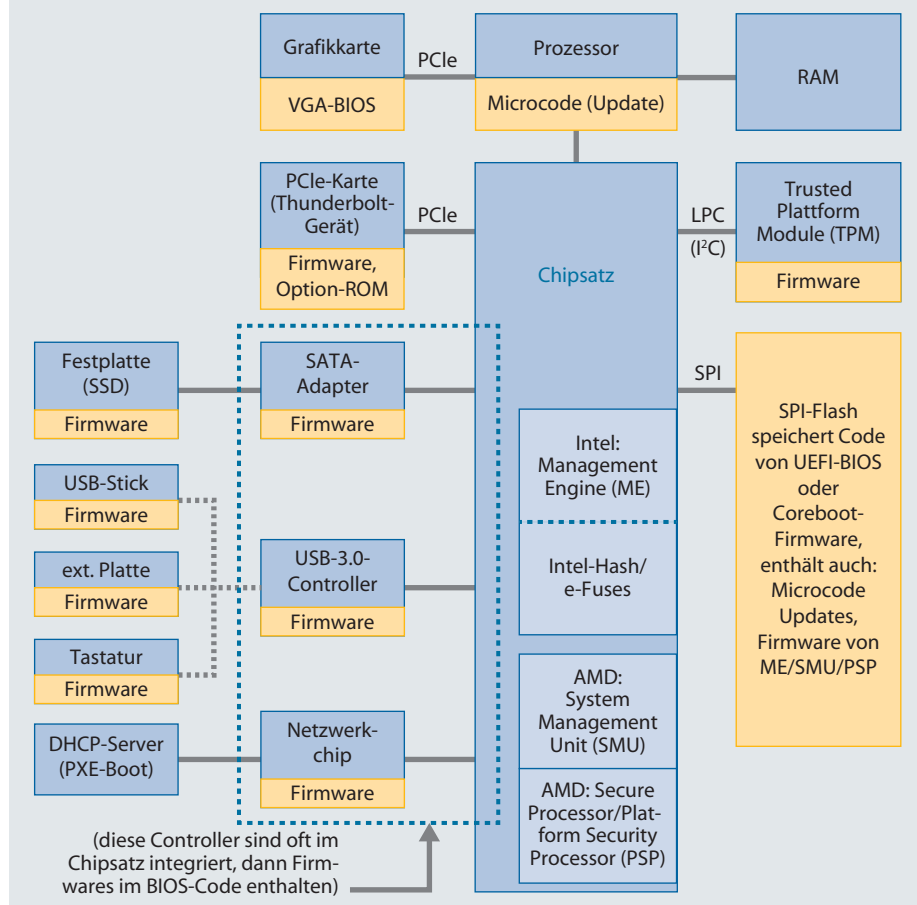 Grafikkarte
VGA-BIOS
PCIe
Prozessor
Microcode (Update)
RAM
PCIe-Karte
(Thunderbolt-
Gerät)
Firmware,
Option-ROM
PCIe
Chipsatz
LPC
(I²C)
Trusted
Plattform
Module (TPM)
Firmware
Festplatte
(SSD)
Firmware
SATA-
Adapter
Firmware
SPI
SPI-Flash
speichert Code
von UEFI-BIOS
oder
Coreboot-
Firmware,
enthält auch:
Microcode
Updates,
Firmware von
ME/SMU/PSP
Intel:
Management
Engine (ME)
Intel-Hash/
e-Fuses
USB-Stick
Firmware
ext. Platte
Firmware
Tastatur
Firmware
USB-3.0-
Controller
Firmware
AMD:
System
Management
Unit (SMU)
AMD: Secure
Processor/Plat-
form Security
Processor (PSP)
DHCP-Server
(PXE-Boot)
Netzwerk-
chip
Firmware
(diese Controller sind oft im
Chipsatz integriert, dann Firm-
wares im BIOS-Code enthalten)